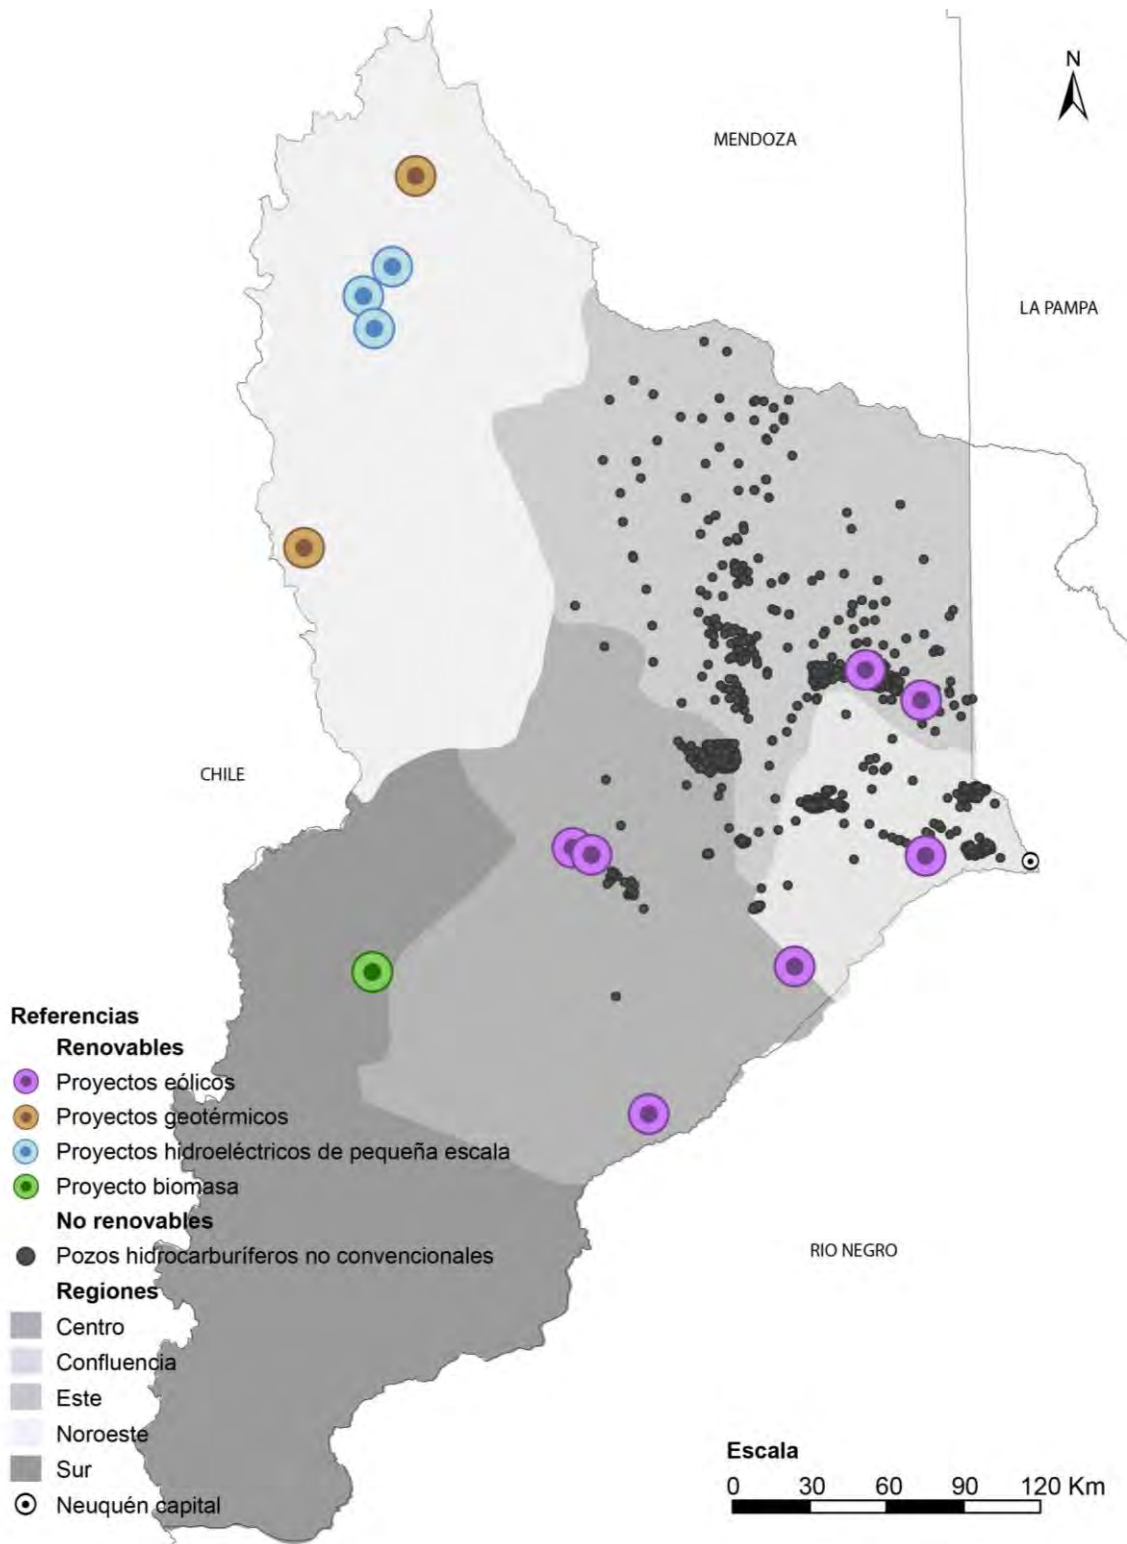 N
MENDOZA
LA PAMPA
CHILE
Referencias
Renovables
Proyectos eólicos
Proyectos geotérmicos
Proyectos hidroeléctricos de pequeña escala
Proyecto biomasa
No renovables
Pozos hidrocarburíferos no convencionales
RIO NEGRO
Regiones
Centro
Confluencia
Este
Noroeste
Sur
Neuquén capital
Escala
0 30 60 90 120 Km